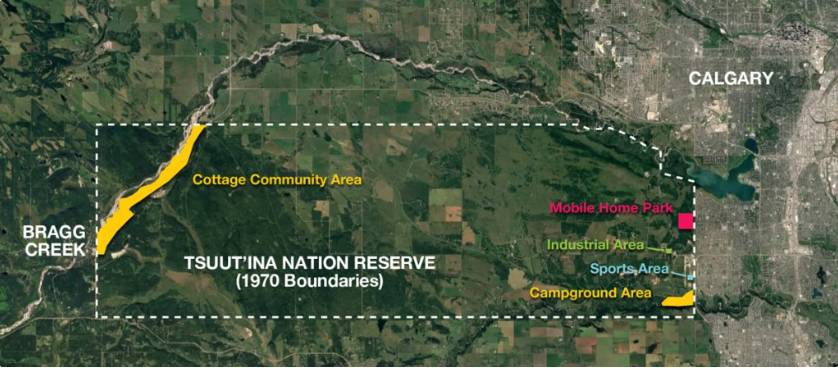 CALGARY
Cottage Community Area
Mobile Home Park
BRAGG
CREEK
Industrial Area
TSUUT'INA NATION RESERVE
(1970 Boundaries)
Sports Area
Campground Area